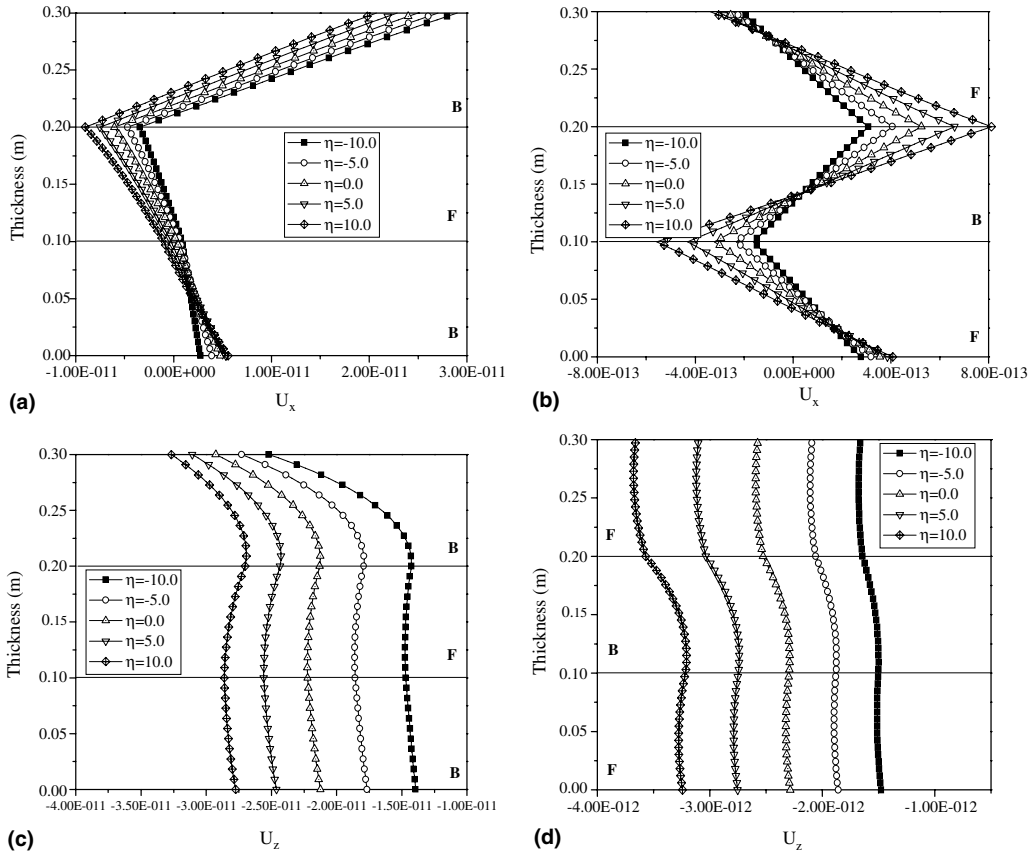 0.30
0.25
0.20
0.15
0.10
0.05
0.00
Thickness (m)
B
F
B
η=-10.0
η=-5.0
η=0.0
η=5.0
η=10.0
-1.00E-011 0.00E+000 1.00E-011 2.00E-011 3.00E-011
(a) Ux
0.30
0.25
0.20
0.15
0.10
0.05
0.00
Thickness (m)
F
B
F
η=-10.0
η=-5.0
η=0.0
η=5.0
η=10.0
-8.00E-013 -4.00E-013 0.00E+000 4.00E-013 8.00E-013
(b) Ux
0.30
0.25
0.20
0.15
0.10
0.05
0.00
Thickness (m)
B
F
B
η=-10.0
η=-5.0
η=0.0
η=5.0
η=10.0
-4.00E-011 -3.50E-011 -3.00E-011 -2.50E-011 -2.00E-011 -1.50E-011 -1.00E-011
(c) Uz
0.30
0.25
0.20
0.15
0.10
0.05
0.00
Thickness (m)
F
B
F
η=-10.0
η=-5.0
η=0.0
η=5.0
η=10.0
-4.00E-012 -3.00E-012 -2.00E-012 -1.00E-012
(d) Uz